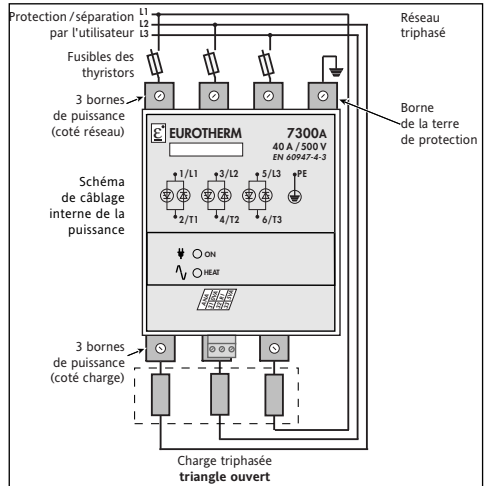 Protection/séparation
par l'utilisateur
L1
L2
L3
Réseau
triphasé
Fusibles des
thyristors
3 bornes
de puissance
(coté réseau)
Borne
de la terre
de protection
ε EUROTHERM
7300A
40 A / 500 V
EN 60947-4-3
Schéma
de câblage
interne de la
puissance
1/L1 3/L2 5/L3 PE
2/T1 4/T2 6/T3
ON
HEAT
3 bornes
de puissance
(coté charge)
Charge triphasée
triangle ouvert